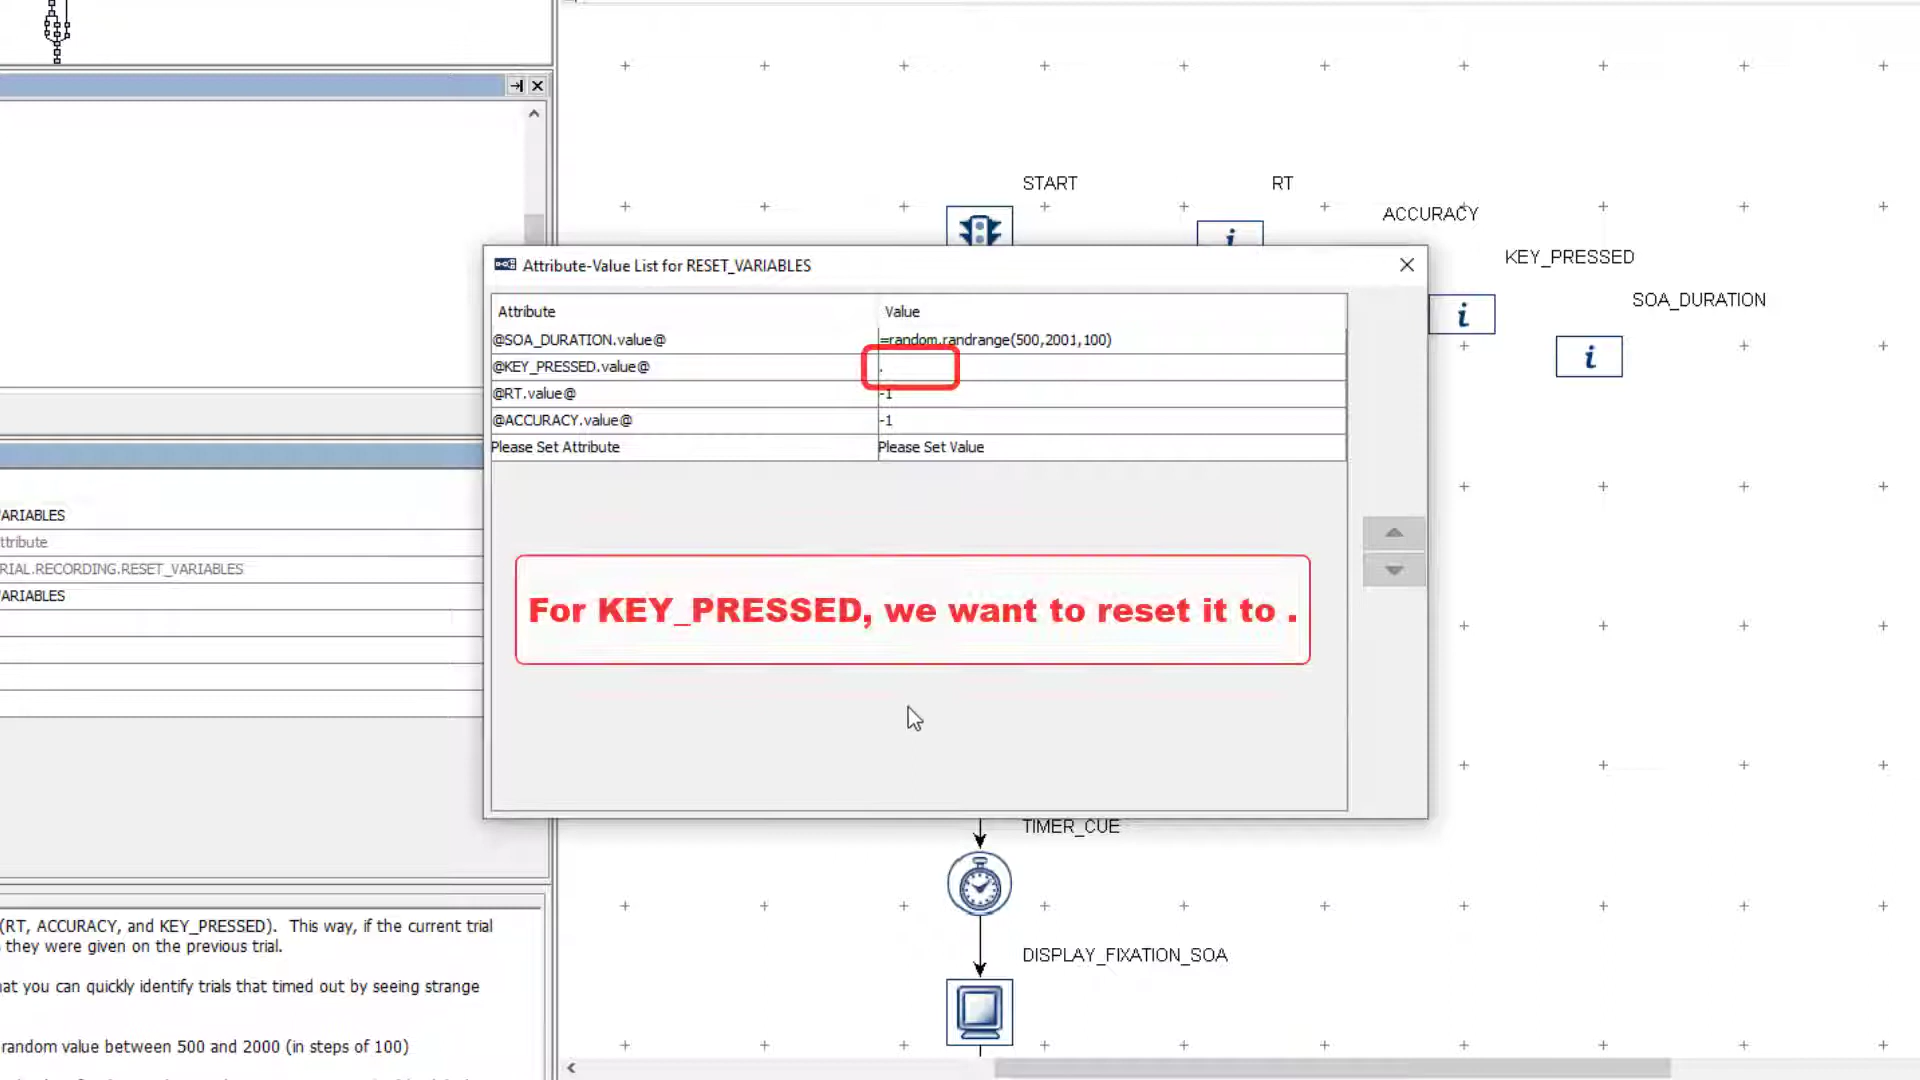 START
RT
ACCURACY
KEY_PRESSED
SOA_DURATION
Attribute-Value List for RESET_VARIABLES
Attribute Value
@SOA_DURATION.value@ =random.randrange(500,2001,100)
@KEY_PRESSED.value@ .
@RT.value@ -1
@ACCURACY.value@ -1
Please Set Attribute Please Set Value
For KEY_PRESSED, we want to reset it to .
ARIABLES
ttribute
RIAL.RECORDING.RESET_VARIABLES
ARIABLES
TIMER_CUE
DISPLAY_FIXATION_SOA
(RT, ACCURACY, and KEY_PRESSED). This way, if the current trial
they were given on the previous trial.
at you can quickly identify trials that timed out by seeing strange
random value between 500 and 2000 (in steps of 100)